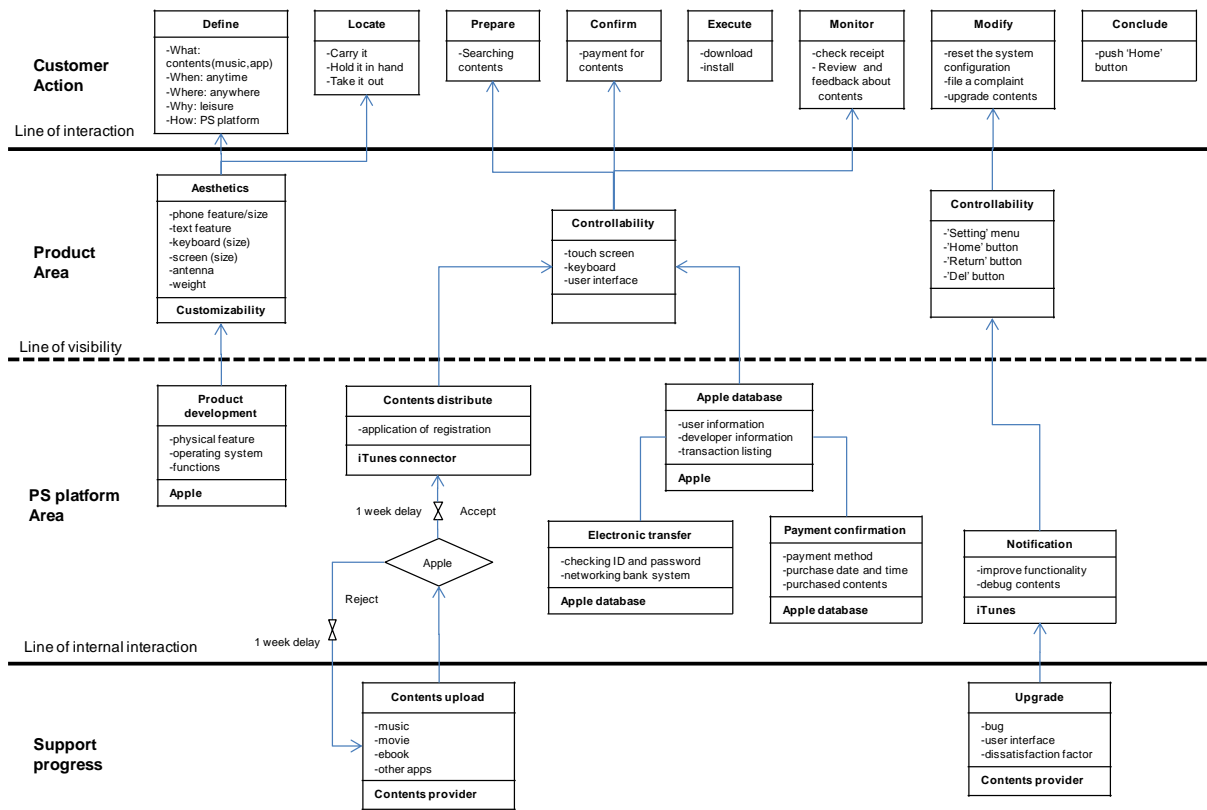 Customer
Action
Define
-What:
contents(music,app)
-When: anytime
-Where: anywhere
-Why: leisure
-How: PS platform
Locate
-Carry it
-Hold it in hand
-Take it out
Prepare
-Searching
contents
Confirm
-payment for
contents
Execute
-download
-install
Monitor
-check receipt
- Review and
feedback about
contents
Modify
-reset the system
configuration
-file a complaint
-upgrade contents
Conclude
-push ‘Home’
button
Line of interaction
Product
Area
Aesthetics
-phone feature/size
-text feature
-keyboard (size)
-screen (size)
-antenna
-weight
Customizability
Controllability
-touch screen
-keyboard
-user interface
Controllability
-’Setting’ menu
-’Home’ button
-’Return’ button
-’Del’ button
Line of visibility
PS platform
Area
Product
development
-physical feature
-operating system
-functions
Apple
Contents distribute
-application of registration
iTunes connector
Apple database
-user information
-developer information
-transaction listing
Apple
1 week delay
Accept
Apple
Reject
1 week delay
Electronic transfer
-checking ID and password
-networking bank system
Apple database
Payment confirmation
-payment method
-purchase date and time
-purchased contents
Apple database
Notification
-improve functionality
-debug contents
iTunes
Line of internal interaction
Support
progress
Contents upload
-music
-movie
-ebook
-other apps
Contents provider
Upgrade
-bug
-user interface
-dissatisfaction factor
Contents provider